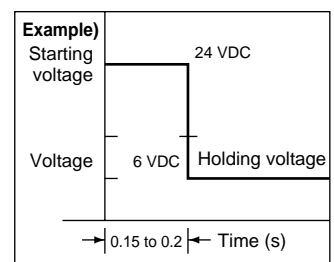 Example)
Starting voltage
24 VDC
Voltage
6 VDC
Holding voltage
0.15 to 0.2
Time (s)